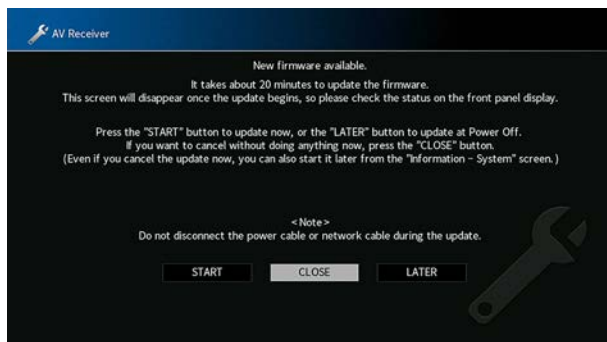 AV Receiver
New firmware available.
It takes about 20 minutes to update the firmware.
This screen will disappear once the update begins, so please check the status on the front panel display.
Press the "START" button to update now, or the "LATER" button to update at Power Off.
If you want to cancel without doing anything now, press the "CLOSE" button.
(Even if you cancel the update now, you can also start it later from the "Information – System" screen.)
<Note>
Do not disconnect the power cable or network cable during the update.
START CLOSE LATER